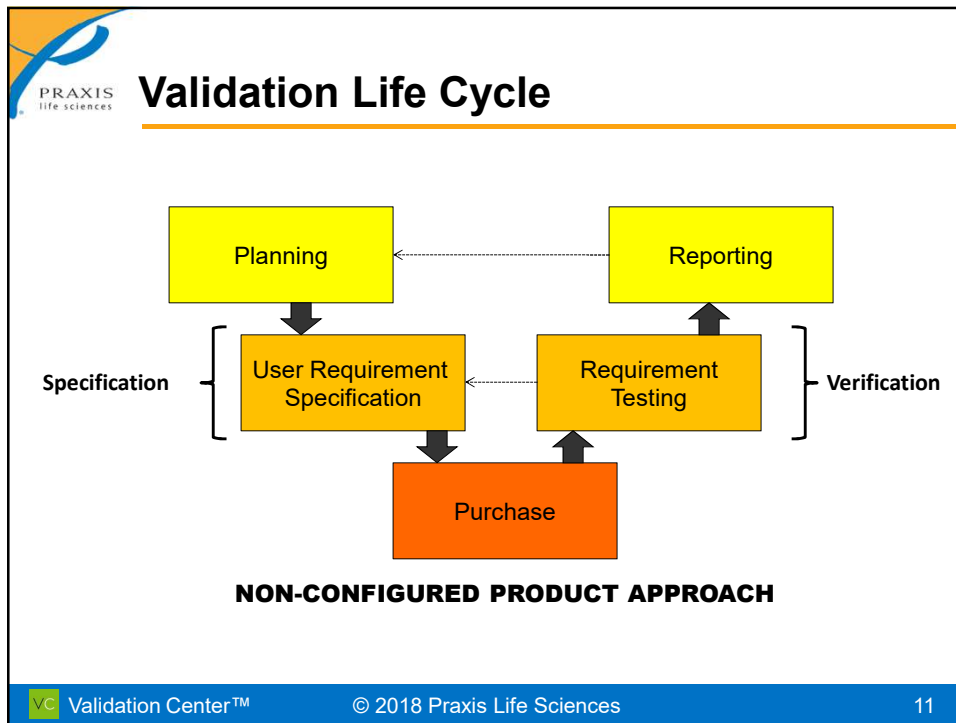 PRAXIS
life sciences
Validation Life Cycle
Planning
Reporting
Specification
User Requirement
Specification
Requirement
Testing
Verification
Purchase
NON-CONFIGURED PRODUCT APPROACH
VC Validation Center™ © 2018 Praxis Life Sciences 11